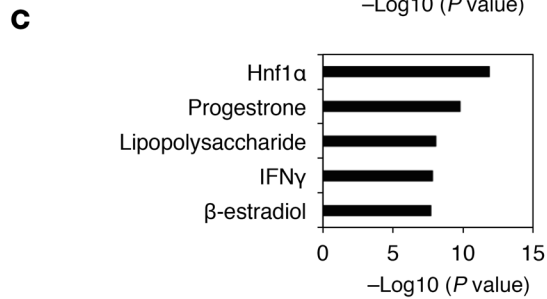 –Log10 (P value)
c
Hnf1α
Progestrone
Lipopolysaccharide
IFNγ
β-estradiol
0 5 10 15
–Log10 (P value)